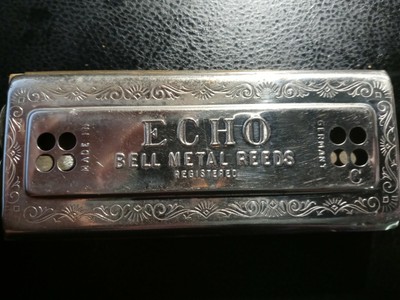 MADE IN
ECHO
BELL METAL REEDS
REGISTERED
GERMANY
C